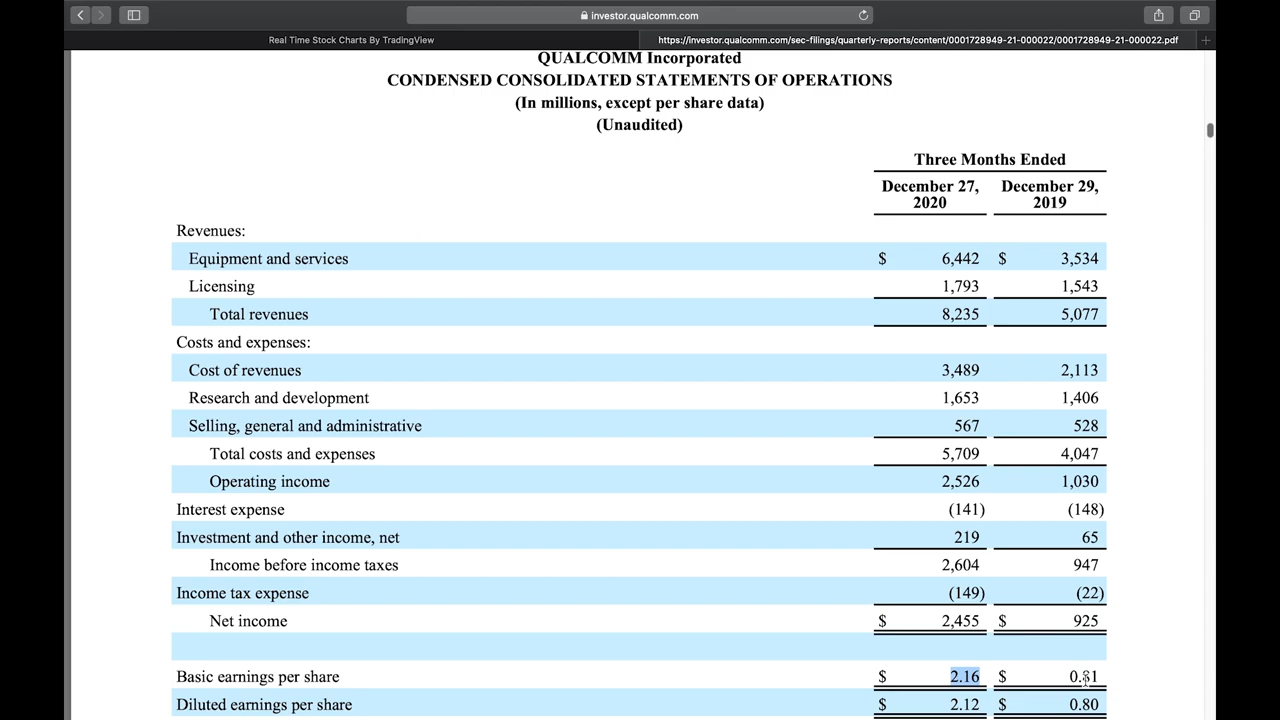 investor.qualcomm.com
Real Time Stock Charts By TradingView
https://investor.qualcomm.com/sec-filings/quarterly-reports/content/0001728949-21-000022/0001728949-21-000022.pdf
QUALCOMM Incorporated
CONDENSED CONSOLIDATED STATEMENTS OF OPERATIONS
(In millions, except per share data)
(Unaudited)
Three Months Ended
December 27, 2020 December 29, 2019
Revenues:
Equipment and services $ 6,442 $ 3,534
Licensing 1,793 1,543
Total revenues 8,235 5,077
Costs and expenses:
Cost of revenues 3,489 2,113
Research and development 1,653 1,406
Selling, general and administrative 567 528
Total costs and expenses 5,709 4,047
Operating income 2,526 1,030
Interest expense (141) (148)
Investment and other income, net 219 65
Income before income taxes 2,604 947
Income tax expense (149) (22)
Net income $ 2,455 $ 925
Basic earnings per share $ 2.16 $ 0.81
Diluted earnings per share $ 2.12 $ 0.80